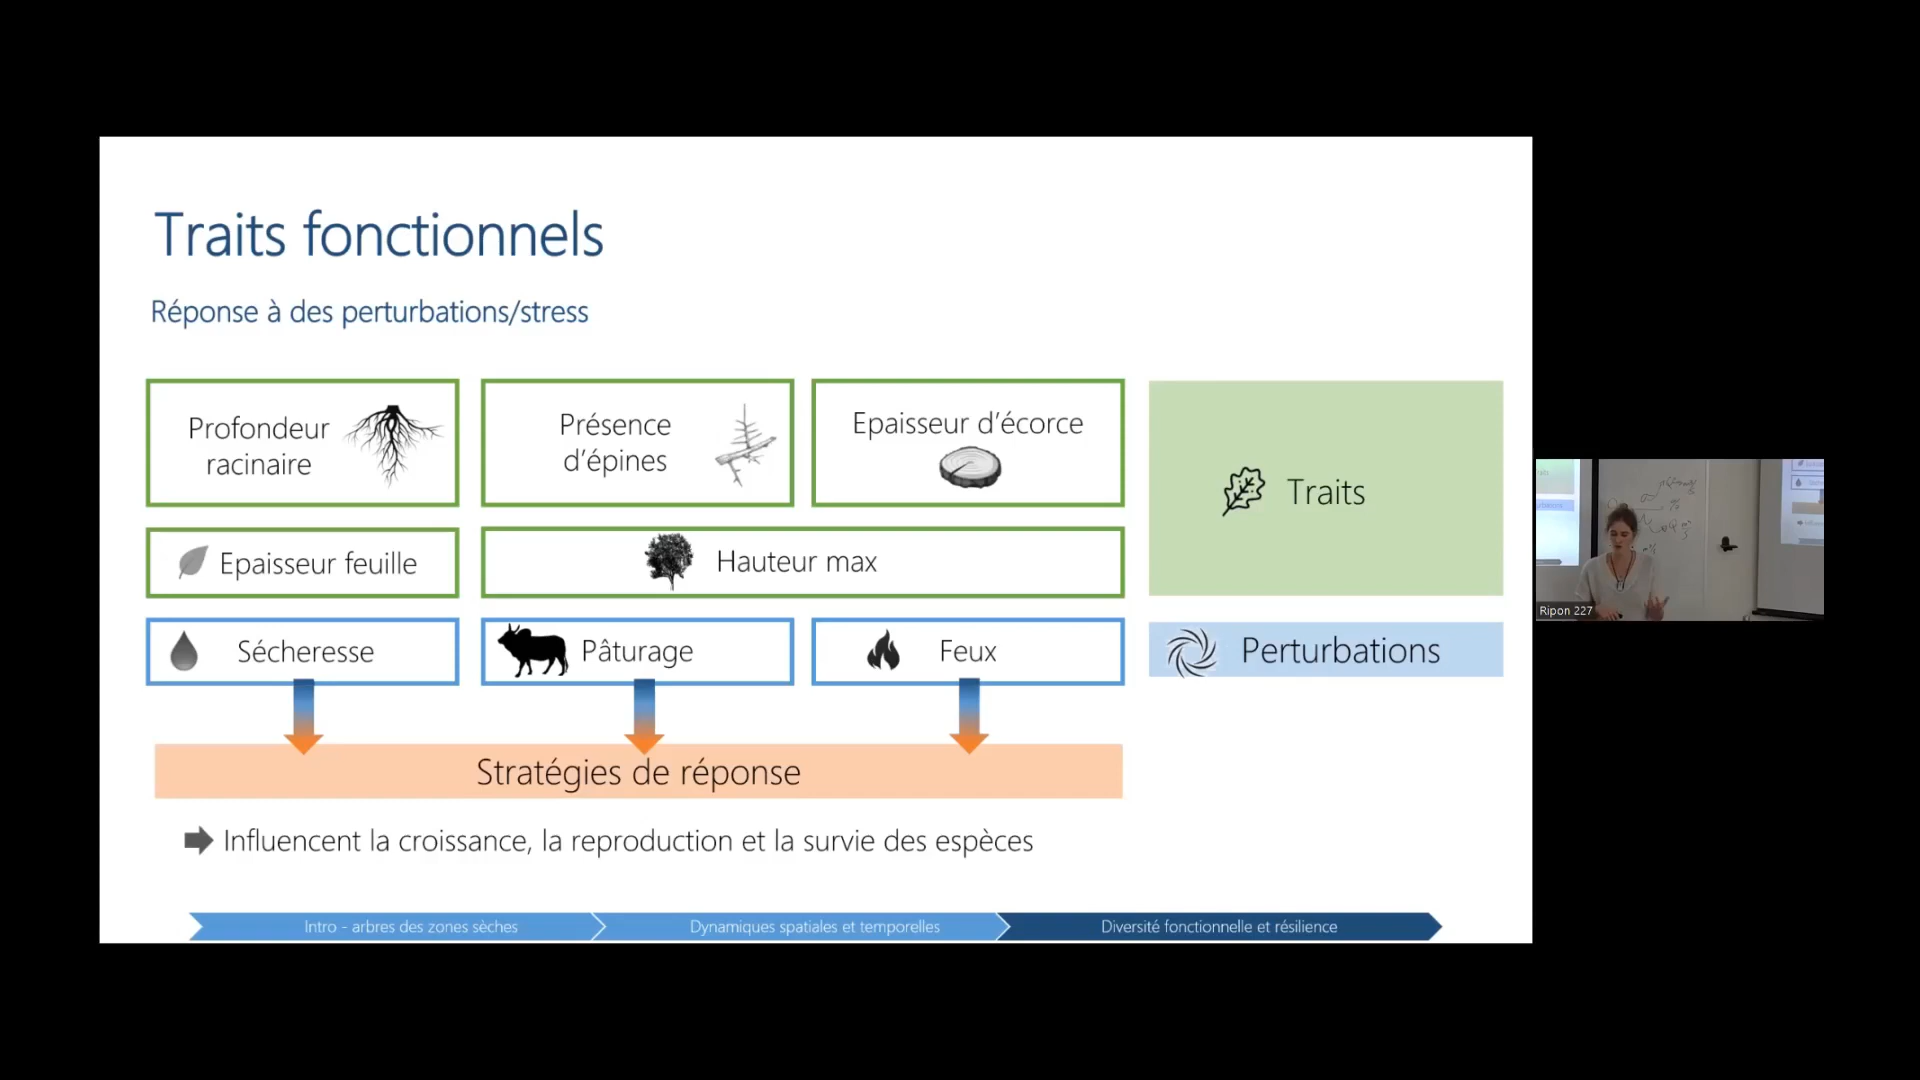 Traits fonctionnels
Réponse à des perturbations/stress
Profondeur
racinaire
Présence
d'épines
Epaisseur d'écorce
Traits
Epaisseur feuille
Hauteur max
Sécheresse
Pâturage
Feux
Perturbations
Stratégies de réponse
Influencent la croissance, la reproduction et la survie des espèces
Intro - arbres des zones sèches
Dynamiques spatiales et temporelles
Diversité fonctionnelle et résilience
Ripon 227